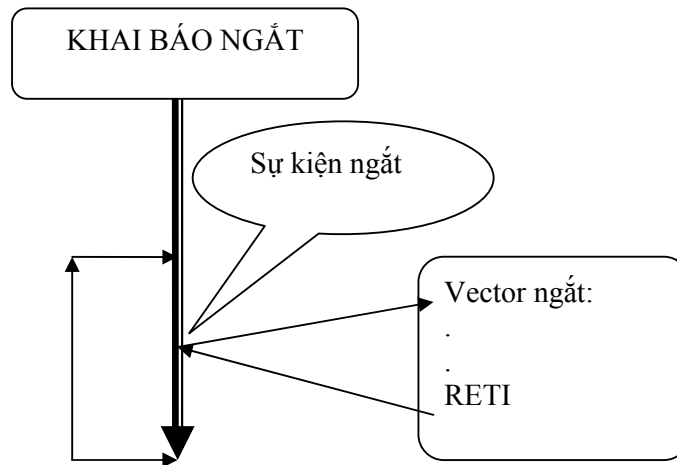 KHAI BÁO NGẮT
Sự kiện ngắt
Vector ngắt:
.
.
RETI